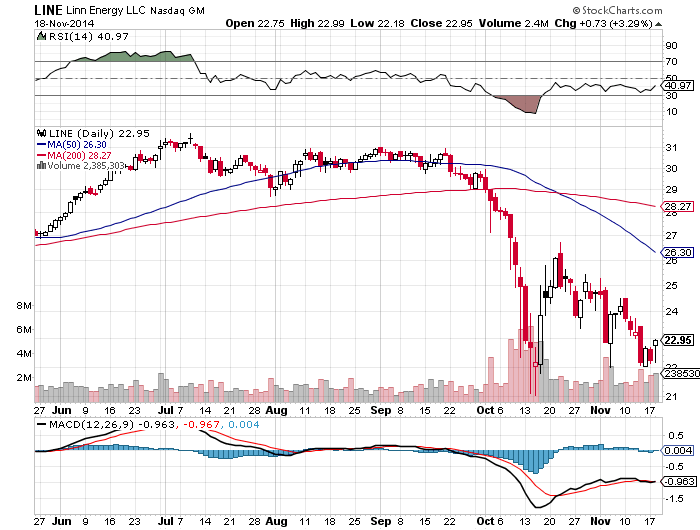 LINE Linn Energy LLC Nasdaq GM
© StockCharts.com
18-Nov-2014
Open 22.75 High 22.99 Low 22.18 Close 22.95 Volume 2.4M Chg +0.73 (+3.29%)
RSI(14) 40.97
90
70
50
40.97
30
10
LINE (Daily) 22.95
MA(50) 26.30
MA(200) 28.27
Volume 2,385,303
31
30
29
28.27
27
26.30
26
25
24
22.95
22
238530
21
8M
6M
4M
2M
27 Jun 9 16 23 Jul 7 14 21 28 Aug 11 18 25 Sep 8 15 22 Oct 6 13 20 27 Nov 10 17
MACD(12,26,9) -0.963, -0.967, 0.004
0.5
0.004
-0.5
-0.963
-1.5
27 Jun 9 16 23 Jul 7 14 21 28 Aug 11 18 25 Sep 8 15 22 Oct 6 13 20 27 Nov 10 17